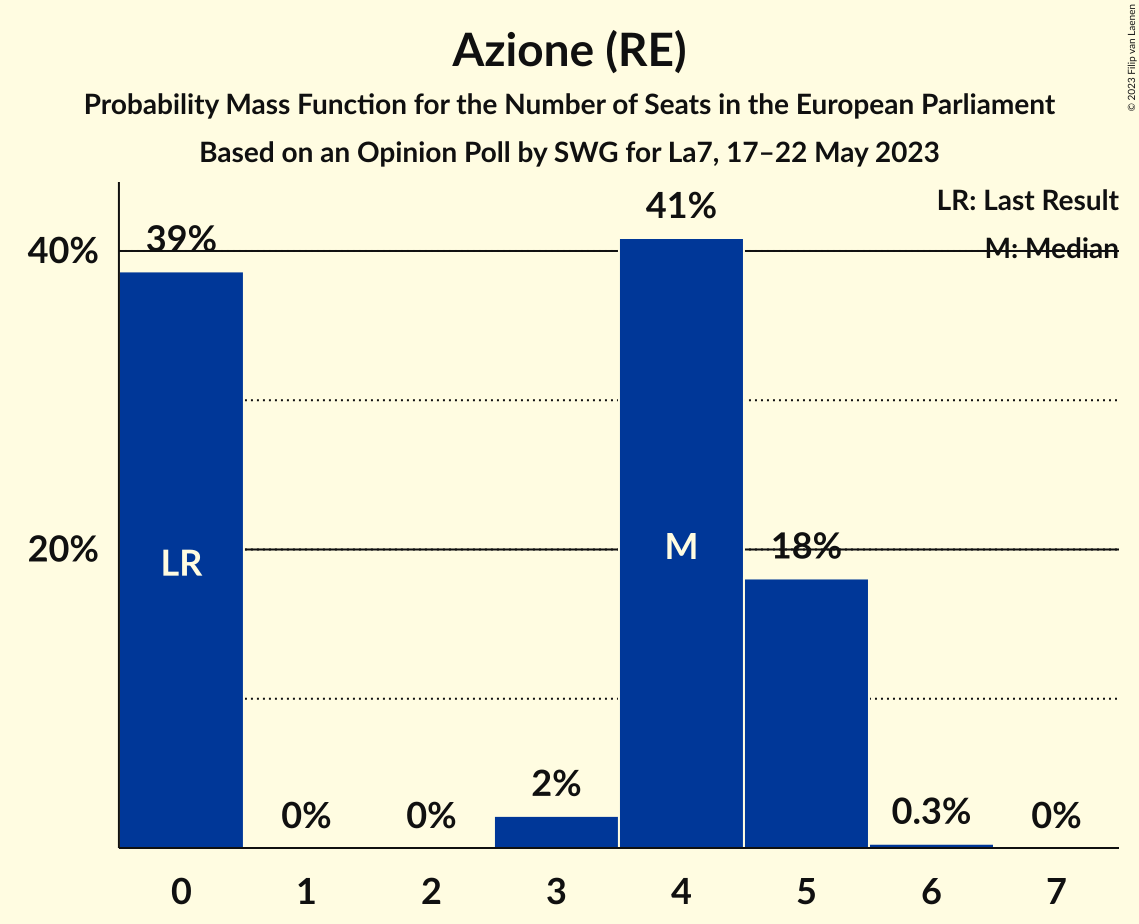 Azione (RE)
Probability Mass Function for the Number of Seats in the European Parliament
Based on an Opinion Poll by SWG for La7, 17–22 May 2023
© 2023 Filip van Laenen
LR: Last Result
M: Median
40%
20%
39%
0%
0%
2%
41%
18%
0.3%
0%
LR
M
0 1 2 3 4 5 6 7